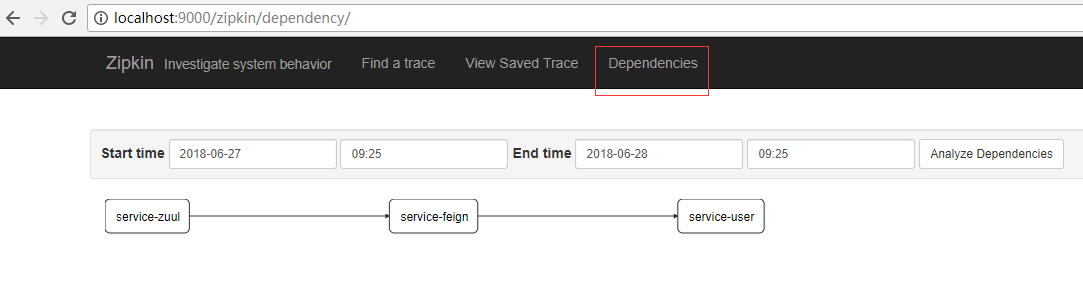 localhost:9000/zipkin/dependency/
Zipkin Investigate system behavior Find a trace View Saved Trace Dependencies
Start time 2018-06-27 09:25 End time 2018-06-28 09:25 Analyze Dependencies
service-zuul service-feign service-user